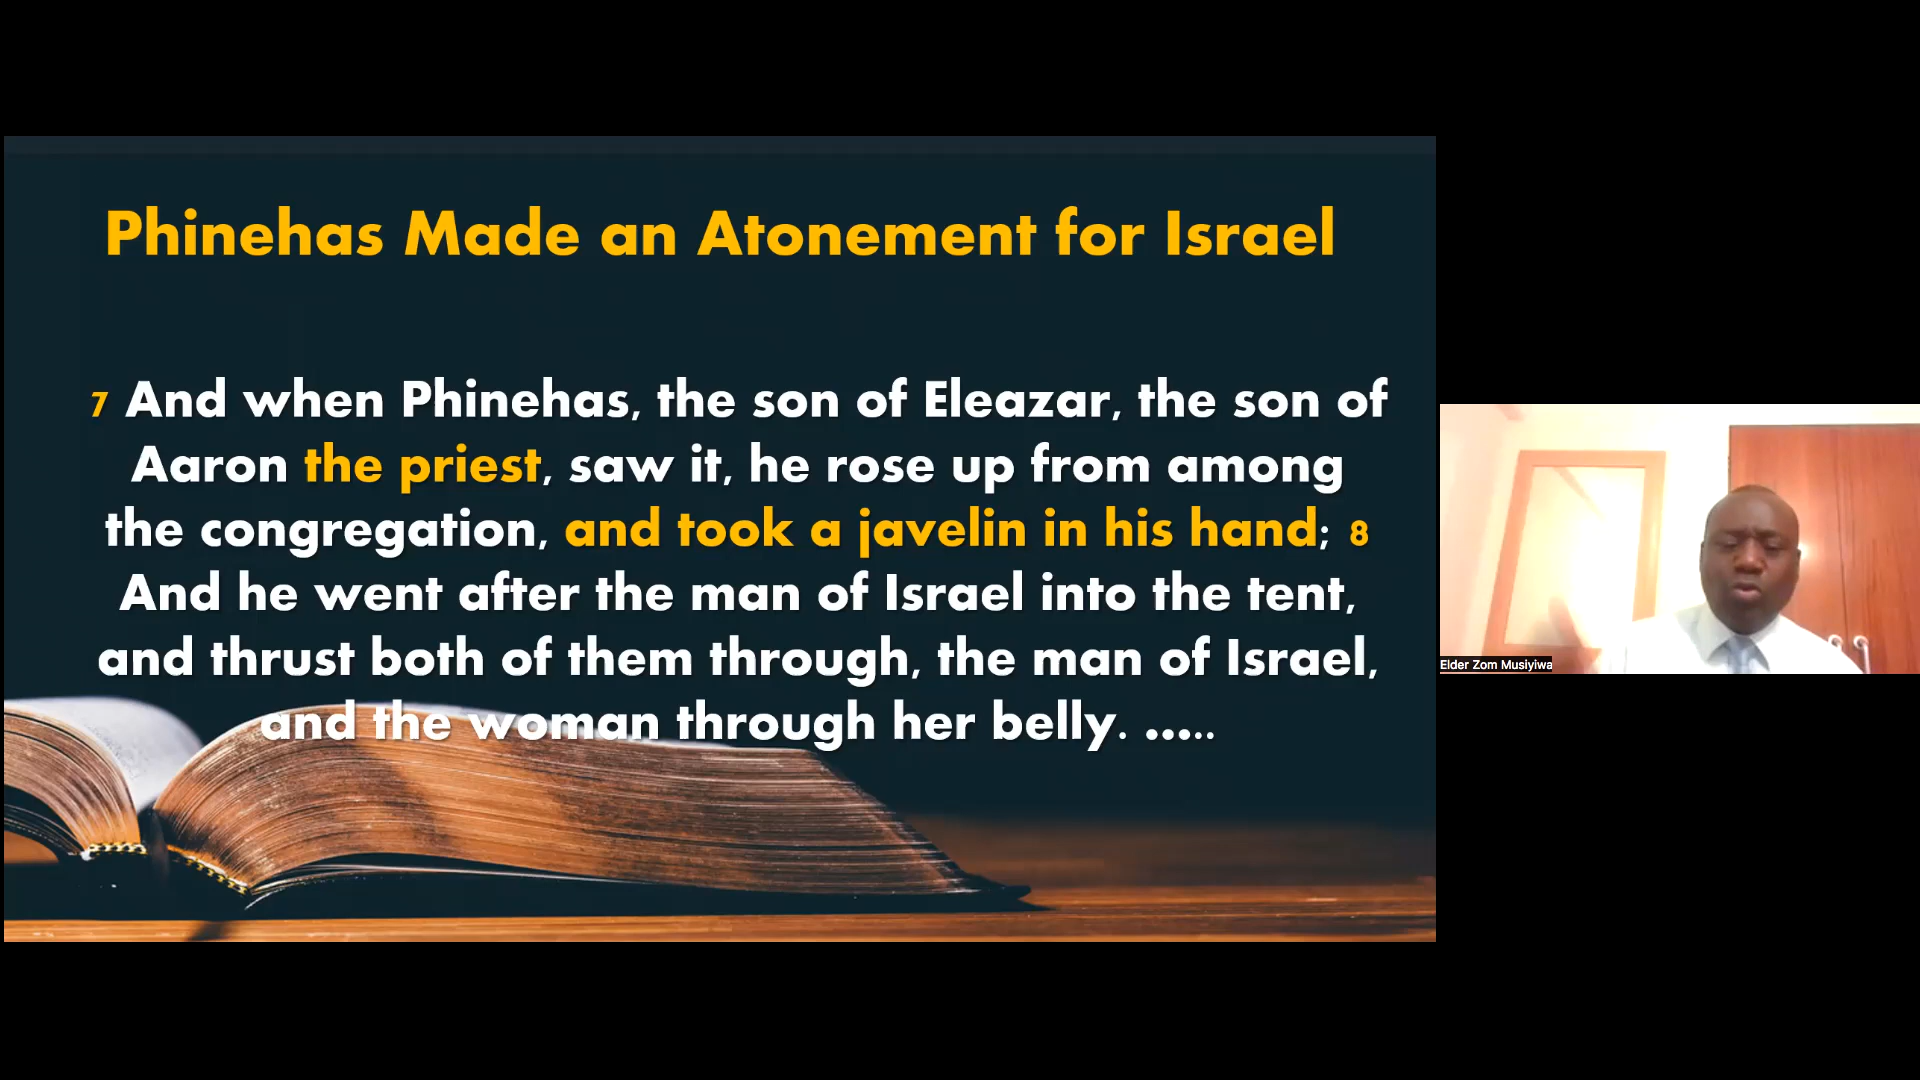 Phinehas Made an Atonement for Israel
7 And when Phinehas, the son of Eleazar, the son of
Aaron the priest, saw it, he rose up from among
the congregation, and took a javelin in his hand; 8
And he went after the man of Israel into the tent,
and thrust both of them through, the man of Israel,
and the woman through her belly. .....
Elder Zom Musiyiwa